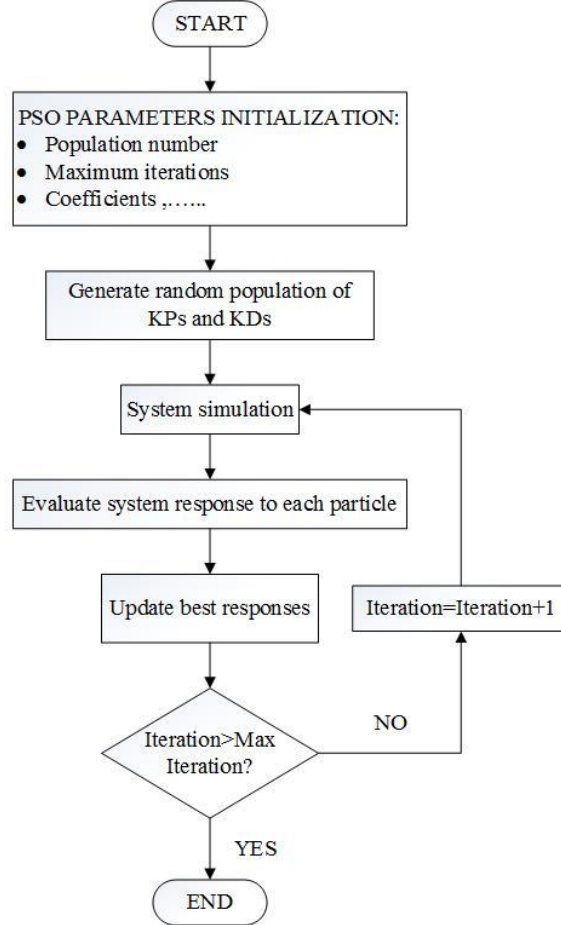 START
PSO PARAMETERS INITIALIZATION:
• Population number
• Maximum iterations
• Coefficients ,…...
Generate random population of
KPs and KDs
System simulation
Evaluate system response to each particle
Update best responses
Iteration=Iteration+1
Iteration>Max
Iteration?
NO
YES
END